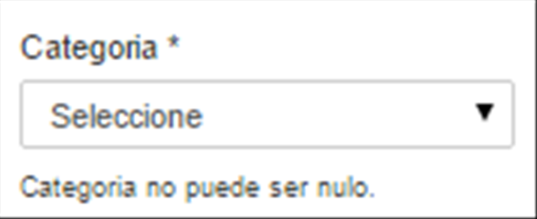 Categoria *
Seleccione
Categoria no puede ser nulo.